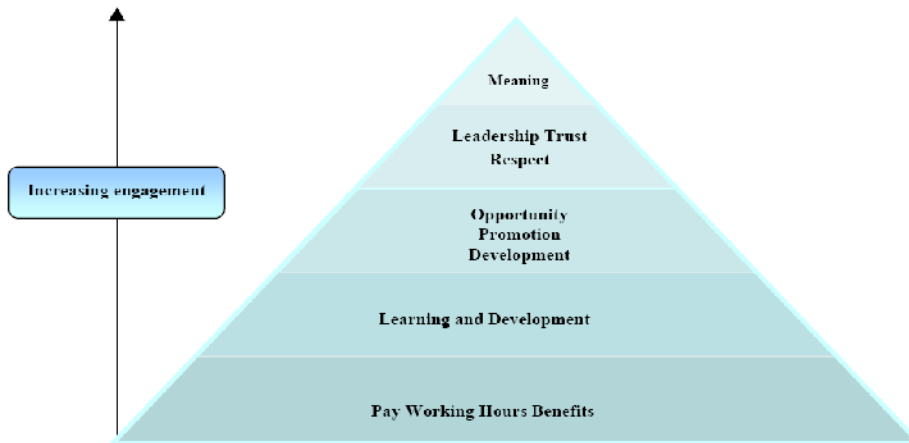 Meaning
Leadership Trust
Respect
Increasing engagement
Opportunity
Promotion
Development
Learning and Development
Pay Working Hours Benefits